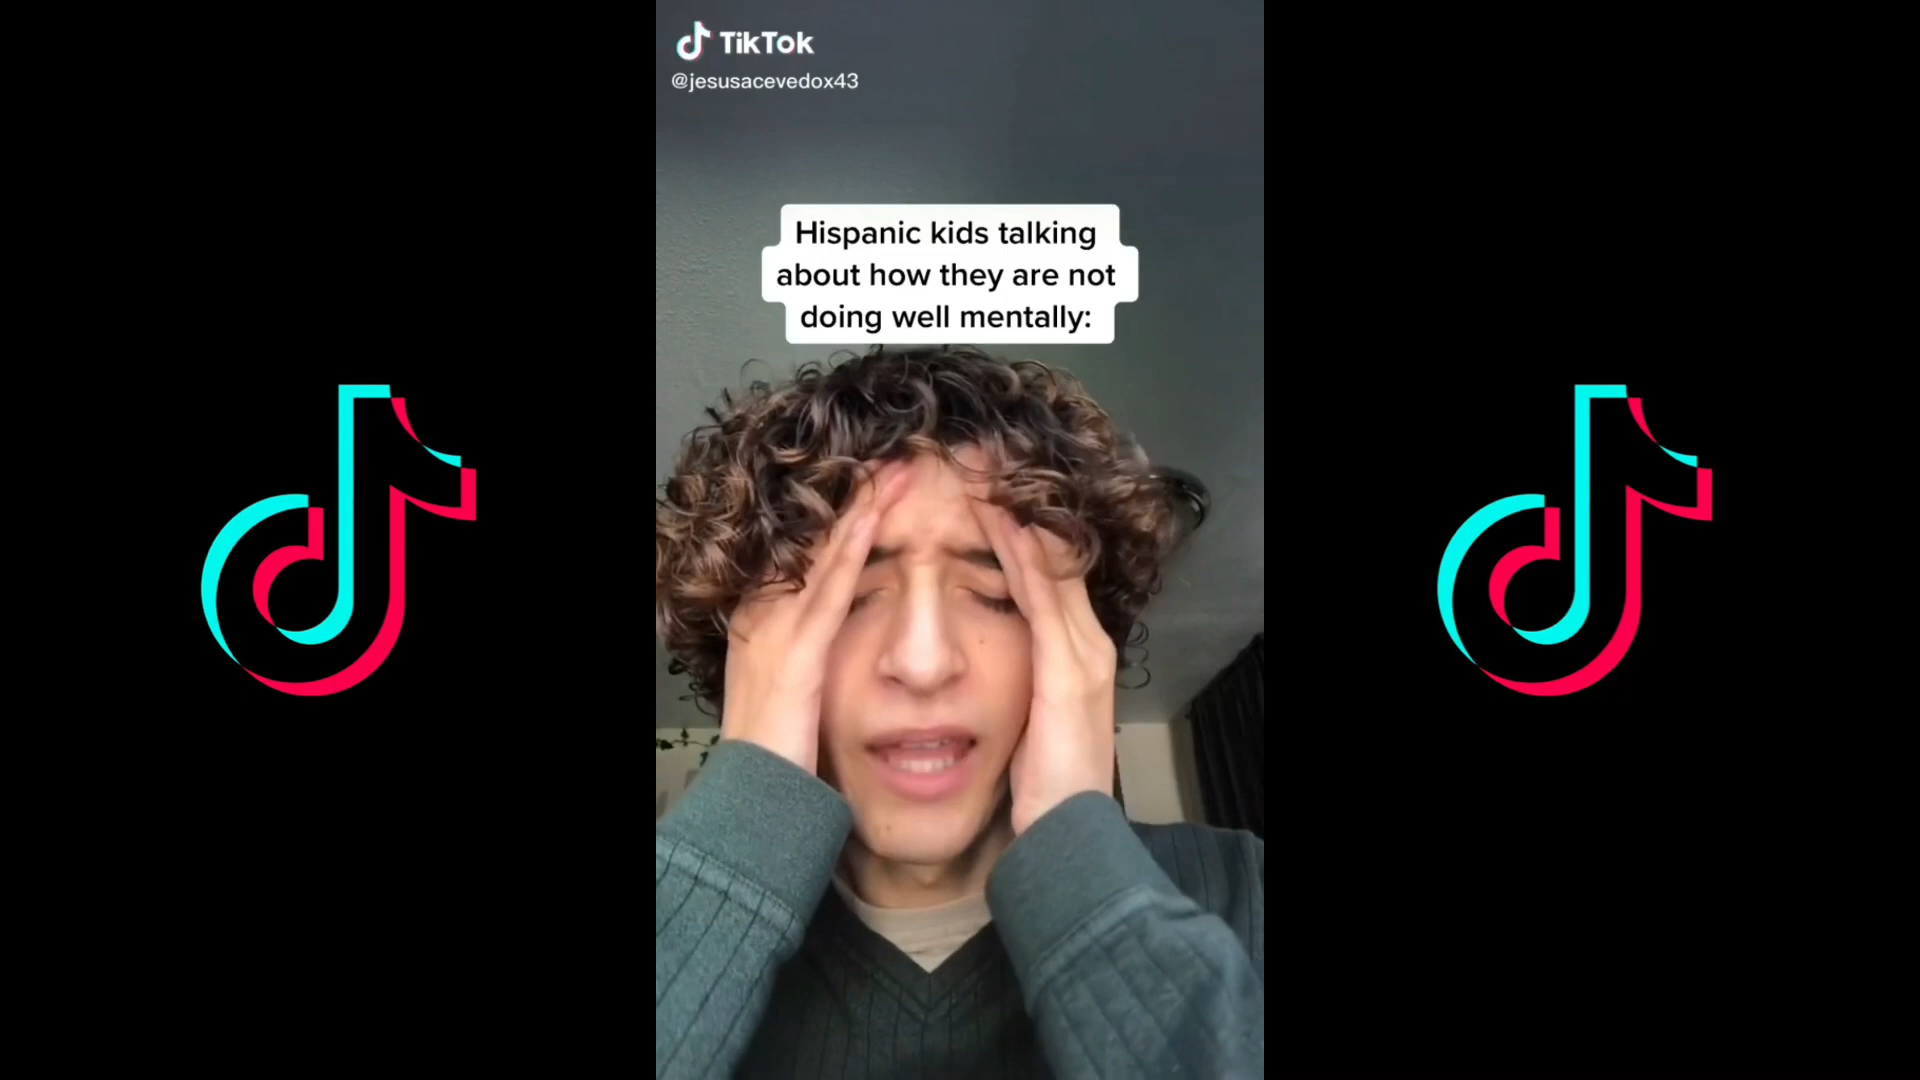 TikTok
@jesusacevedox43
Hispanic kids talking
about how they are not
doing well mentally: